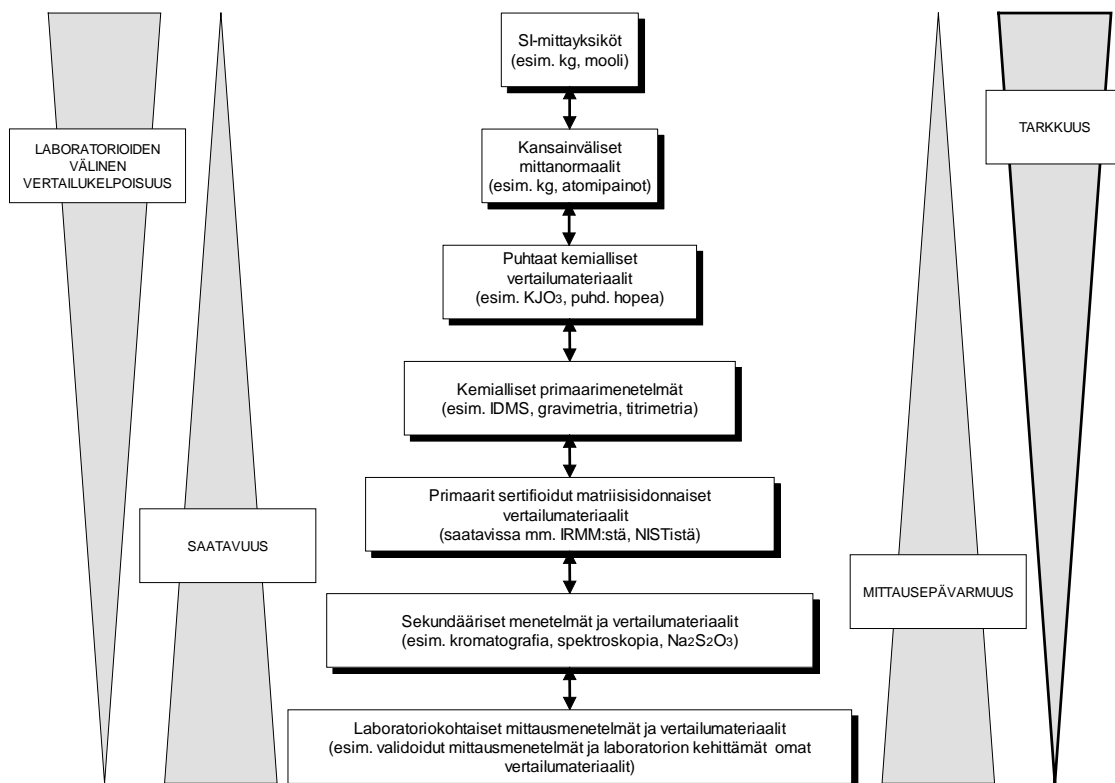 SI-mittayksiköt
(esim. kg, mooli)
LABORATORIOIDEN
VÄLINEN
VERTAILUKELPOISUUS
TARKKUUS
Kansainväliset
mittanormaalit
(esim. kg, atomipainot)
Puhtaat kemialliset
vertailumateriaalit
(esim. KJO3, puhd. hopea)
Kemialliset primaarimenetelmät
(esim. IDMS, gravimetria, titrimetria)
Primaarit sertifioidut matriisisidonnaiset
vertailumateriaalit
(saatavissa mm. IRMM:stä, NISTistä)
SAATAVUUS
MITTAUSEPÄVARMUUS
Sekundääriset menetelmät ja vertailumateriaalit
(esim. kromatografia, spektroskopia, Na2S2O3)
Laboratoriokohtaiset mittausmenetelmät ja vertailumateriaalit
(esim. validoidut mittausmenetelmät ja laboratorion kehittämät omat
vertailumateriaalit)